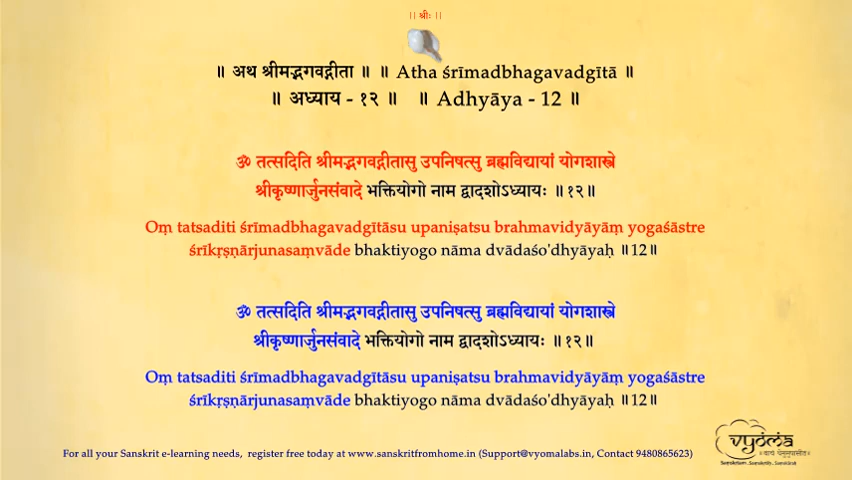 || श्रीः ||
॥ अथ श्रीमद्भगवद्गीता ॥ ॥ Atha śrīmadbhagavadgītā ॥
॥ अध्याय - १२ ॥ ॥ Adhyāya - 12 ॥
ॐ तत्सदिति श्रीमद्भगवद्गीतासु उपनिषत्सु ब्रह्मविद्यायां योगशास्त्रे
श्रीकृष्णार्जुनसंवादे भक्तियोगो नाम द्वादशोऽध्यायः ॥१२॥
Oṃ tatsaditi śrīmadbhagavadgītāsu upaniṣatsu brahmavidyāyāṃ yogaśāstre
śrīkṛṣṇārjunasaṃvāde bhaktiyogo nāma dvādaśo'dhyāyaḥ ॥12॥
ॐ तत्सदिति श्रीमद्भगवद्गीतासु उपनिषत्सु ब्रह्मविद्यायां योगशास्त्रे
श्रीकृष्णार्जुनसंवादे भक्तियोगो नाम द्वादशोऽध्यायः ॥१२॥
Oṃ tatsaditi śrīmadbhagavadgītāsu upaniṣatsu brahmavidyāyāṃ yogaśāstre
śrīkṛṣṇārjunasaṃvāde bhaktiyogo nāma dvādaśo'dhyāyaḥ ॥12॥
vyoma
॥वाचं धेनुमुपासीत॥
For all your Sanskrit e-learning needs, register free today at www.sanskritfromhome.in (Support@vyomalabs.in, Contact 9480865623)